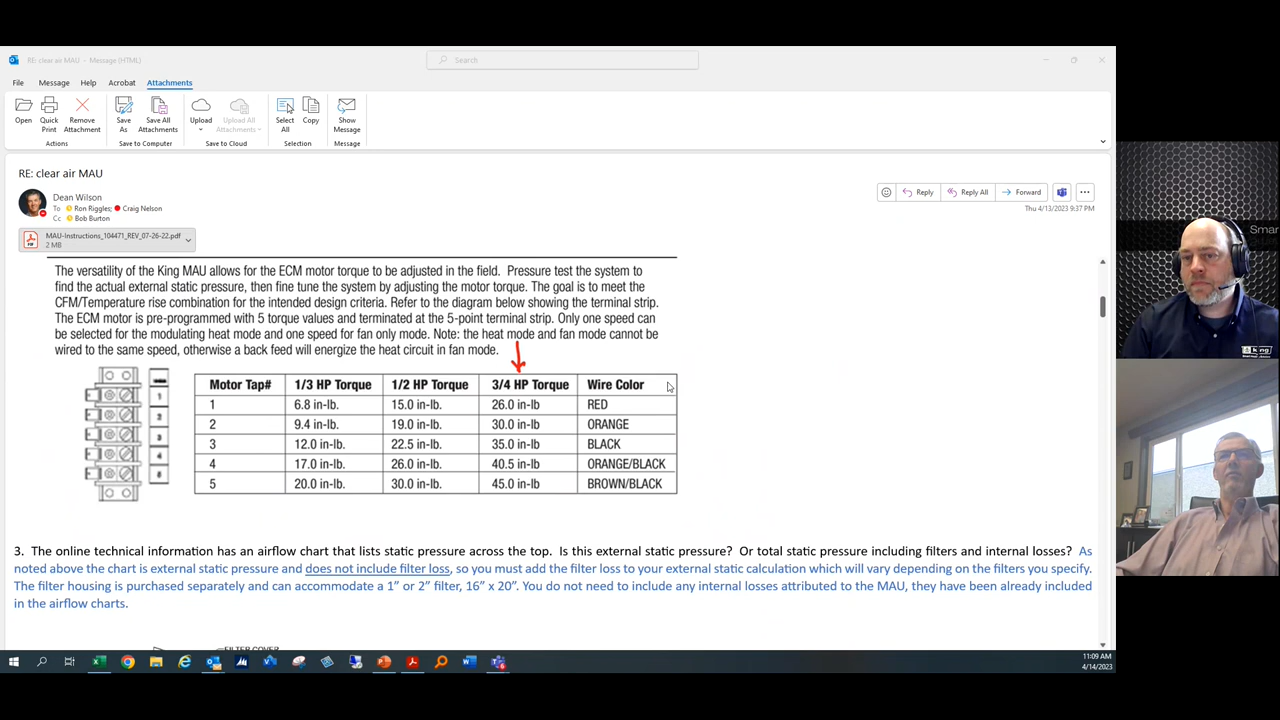 RE: clear air MAU - Message (HTML)
Search
File Message Help Acrobat Attachments
Open Quick Print Remove Attachment Save As Save All Attachments Upload Upload All Attachments Select All Copy Show Message
Actions Save to Computer Save to Cloud Selection Message
RE: clear air MAU
Dean Wilson
To Ron Riggles; Craig Nelson
Cc Bob Burton
Reply Reply All Forward
Thu 4/13/2023 9:37 PM
MAU-Instructions_104471_REV_07-26-22.pdf
2 MB
The versatility of the King MAU allows for the ECM motor torque to be adjusted in the field. Pressure test the system to
find the actual external static pressure, then fine tune the system by adjusting the motor torque. The goal is to meet the
CFM/Temperature rise combination for the intended design criteria. Refer to the diagram below showing the terminal strip.
The ECM motor is pre-programmed with 5 torque values and terminated at the 5-point terminal strip. Only one speed can
be selected for the modulating heat mode and one speed for fan only mode. Note: the heat mode and fan mode cannot be
wired to the same speed, otherwise a back feed will energize the heat circuit in fan mode.
Motor Tap# 1/3 HP Torque 1/2 HP Torque 3/4 HP Torque Wire Color
1 6.8 in-lb. 15.0 in-lb. 26.0 in-lb RED
2 9.4 in-lb. 19.0 in-lb. 30.0 in-lb ORANGE
3 12.0 in-lb. 22.5 in-lb. 35.0 in-lb BLACK
4 17.0 in-lb. 26.0 in-lb. 40.5 in-lb ORANGE/BLACK
5 20.0 in-lb. 30.0 in-lb. 45.0 in-lb BROWN/BLACK
1
2
3
4
5
3. The online technical information has an airflow chart that lists static pressure across the top. Is this external static pressure? Or total static pressure including filters and internal losses? As
noted above the chart is external static pressure and does not include filter loss, so you must add the filter loss to your external static calculation which will vary depending on the filters you specify.
The filter housing is purchased separately and can accommodate a 1” or 2” filter, 16” x 20”. You do not need to include any internal losses attributed to the MAU, they have been already included
in the airflow charts.
FILTER COVER
11:09 AM
4/14/2023
Smar
king